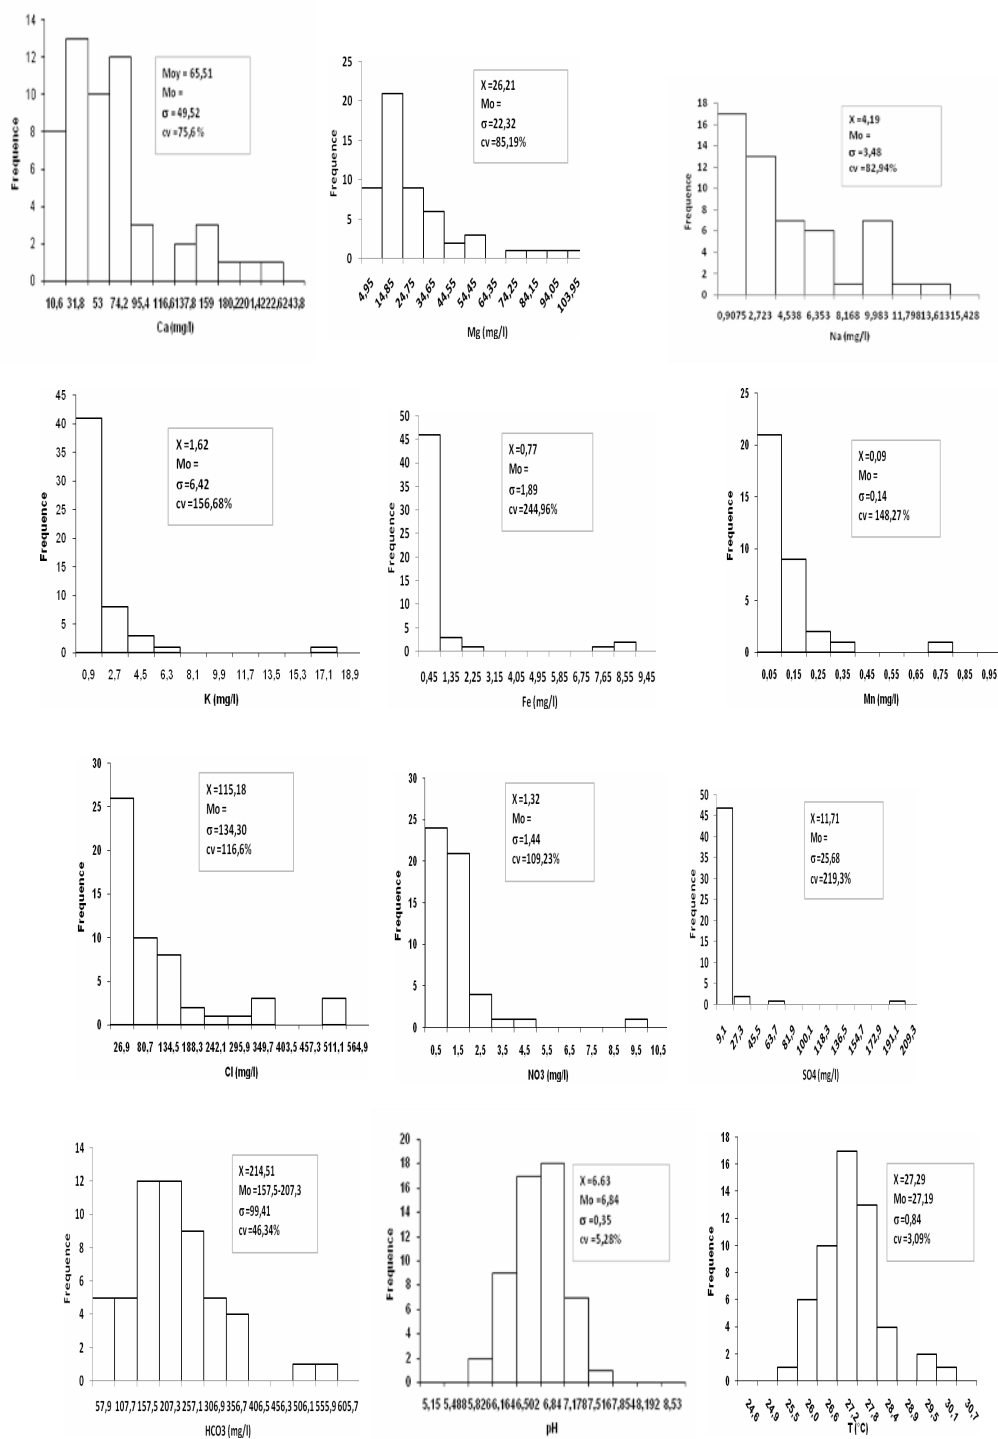 14
12
10
8
6
4
2
0
Frequence
Moy = 65,51
Mo =
σ = 49,52
cv =75,6%
10,6 31,8 53 74,2 95,4 116,6137,8 159 180,2201,4222,6243,8
Ca(mg/l)
25
20
15
10
5
0
Frequence
X =26,21
Mo =
σ=22,32
cv=85,19%
4,95 14,85 24,75 34,65 44,55 54,45 64,35 74,25 84,15 94,05 103,95
Mg (mg/l)
18
16
14
12
10
8
6
4
2
0
Frequence
X =4,19
Mo =
σ =3,48
cv =82,94%
0,9075 2,723 4,538 6,353 8,168 9,983 11,79813,61315,428
Na (mg/l)
45
40
35
30
25
20
15
10
5
0
Frequence
X =1,62
Mo =
σ=6,42
cv =156,68%
0,9 2,7 4,5 6,3 8,1 9,9 11,7 13,5 15,3 17,1 18,9
K (mg/l)
50
45
40
35
30
25
20
15
10
5
0
Frequence
X=0,77
Mo =
σ=1,89
cv =244,96%
0,45 1,35 2,25 3,15 4,05 4,95 5,85 6,75 7,65 8,55 9,45
Fe (mg/l)
25
20
15
10
5
0
Frequence
X =0,09
Mo =
σ=0,14
cv = 148,27%
0,05 0,15 0,25 0,35 0,45 0,55 0,65 0,75 0,85 0,95
Mn (mg/l)
30
25
20
15
10
5
0
Frequence
X =115,18
Mo =
σ=134,30
cv=116,6%
26,9 80,7 134,5 188,3 242,1 295,9 349,7 403,5 457,3 511,1 564,9
Cl (mg/l)
30
25
20
15
10
5
0
Frequence
X =1,32
Mo =
σ =1,44
cv =109,23%
0,5 1,5 2,5 3,5 4,5 5,5 6,5 7,5 8,5 9,5 10,5
NO3 (mg/l)
50
45
40
35
30
25
20
15
10
5
0
Frequence
X =11,71
Mo=
σ=25,68
cv=219,3%
9,1 27,3 45,5 63,7 81,9 100,1 118,3 136,5 154,7 172,9 191,1 209,3
SO4 (mg/l)
14
12
10
8
6
4
2
0
Frequence
X =214,51
Mo =157,5-207,3
σ=99,41
cv =46,34%
57,9 107,7 157,5 207,3 257,1 306,9 356,7 406,5 456,3 506,1 555,9 605,7
HCO3 (mg/l)
20
18
16
14
12
10
8
6
4
2
0
Frequence
X =6.63
Mo =6,84
σ =0,35
cv =5,28%
5,15 5,4885,8266,1646,502 6,84 7,1787,5167,8548,192 8,53
pH
18
16
14
12
10
8
6
4
2
0
Frequence
X =27,29
Mo =27,19
σ =0,84
cv =3,09%
24,6 24,9 25,5 26,0 26,6 27,2 27,8 28,4 28,9 29,5 30,1 30,7
T (°C)